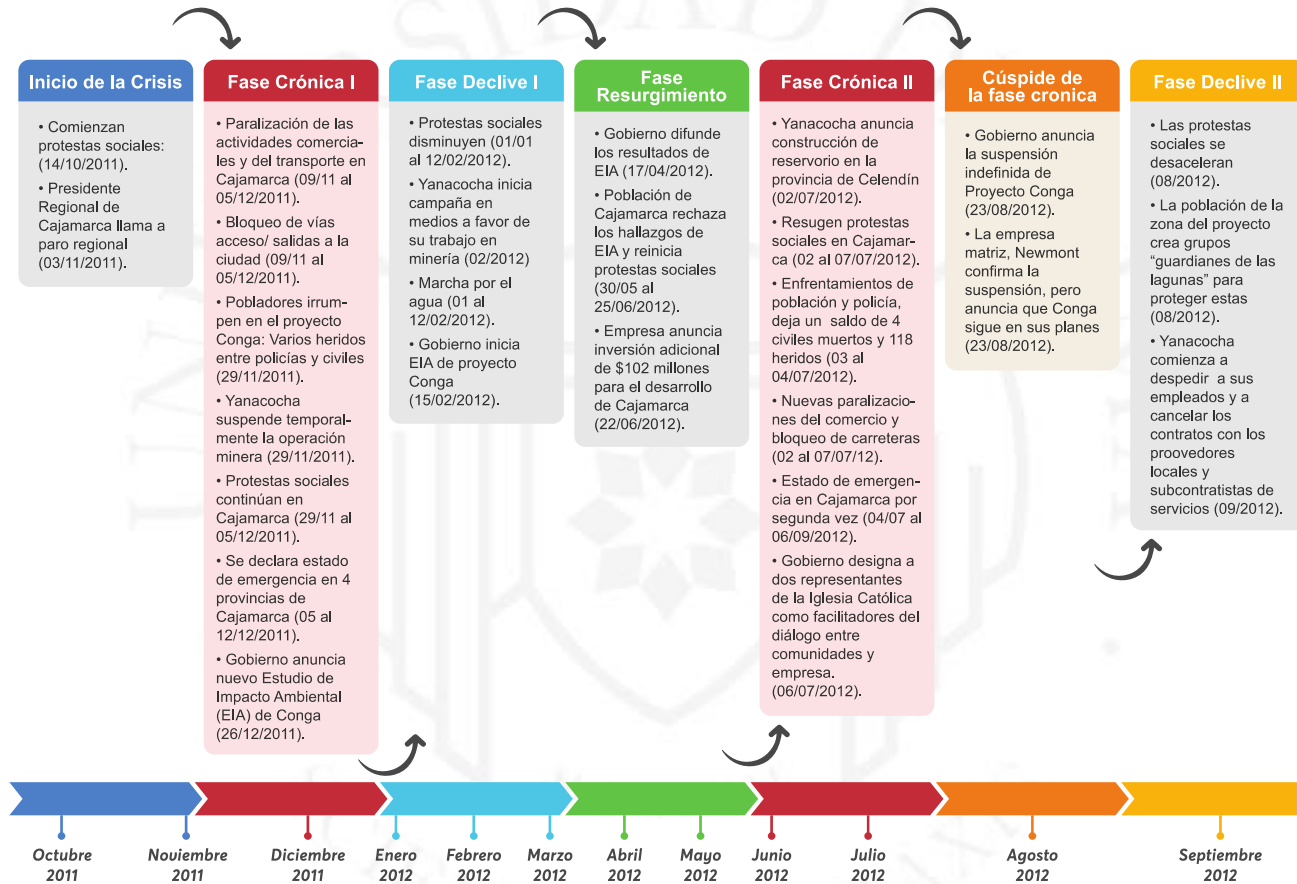 Inicio de la Crisis
• Comienzan
protestas sociales:
(14/10/2011).
• Presidente
Regional de
Cajamarca llama a
paro regional
(03/11/2011).
Fase Crónica I
• Paralización de las
actividades comercia-
les y del transporte en
Cajamarca (09/11 al
05/12/2011).
• Bloqueo de vías
acceso/ salidas a la
ciudad (09/11 al
05/12/2011).
• Pobladores irrum-
pen en el proyecto
Conga: Varios heridos
entre policías y civiles
(29/11/2011).
• Yanacocha
suspende temporal-
mente la operación
minera (29/11/2011).
• Protestas sociales
continúan en
Cajamarca (29/11 al
05/12/2011).
• Se declara estado
de emergencia en 4
provincias de
Cajamarca (05 al
12/12/2011).
• Gobierno anuncia
nuevo Estudio de
Impacto Ambiental
(EIA) de Conga
(26/12/2011).
Fase Declive I
• Protestas sociales
disminuyen (01/01
al 12/02/2012).
• Yanacocha inicia
campaña en
medios a favor de
su trabajo en
minería (02/2012)
• Marcha por el
agua (01 al
12/02/2012).
• Gobierno inicia
EIA de proyecto
Conga
(15/02/2012).
Fase
Resurgimiento
• Gobierno difunde
los resultados de
EIA (17/04/2012).
• Población de
Cajamarca rechaza
los hallazgos de
EIA y reinicia
protestas sociales
(30/05 al
25/06/2012).
• Empresa anuncia
inversión adicional
de $102 millones
para el desarrollo
de Cajamarca
(22/06/2012).
Fase Crónica II
• Yanacocha anuncia
construcción de
reservorio en la
provincia de Celendín
(02/07/2012).
• Resugen protestas
sociales en Cajamar-
ca (02 al 07/07/2012).
• Enfrentamientos de
población y policía,
deja un saldo de 4
civiles muertos y 118
heridos (03 al
04/07/2012).
• Nuevas paralizacio-
nes del comercio y
bloqueo de carreteras
(02 al 07/07/12).
• Estado de emergen-
cia en Cajamarca por
segunda vez (04/07 al
06/09/2012).
• Gobierno designa a
dos representantes
de la Iglesia Católica
como facilitadores del
diálogo entre
comunidades y
empresa.
(06/07/2012).
Cúspide de
la fase cronica
• Gobierno anuncia
la suspensión
indefinida de
Proyecto Conga
(23/08/2012).
• La empresa
matriz, Newmont
confirma la
suspensión, pero
anuncia que Conga
sigue en sus planes
(23/08/2012).
Fase Declive II
• Las protestas
sociales se
desaceleran
(08/2012).
• La población de la
zona del proyecto
crea grupos
“guardianes de las
lagunas” para
proteger estas
(08/2012).
• Yanacocha
comienza a
despedir a sus
empleados y a
cancelar los
contratos con los
proovedores
locales y
subcontratistas de
servicios (09/2012).
Octubre
2011
Noviembre
2011
Diciembre
2011
Enero
2012
Febrero
2012
Marzo
2012
Abril
2012
Mayo
2012
Junio
2012
Julio
2012
Agosto
2012
Septiembre
2012